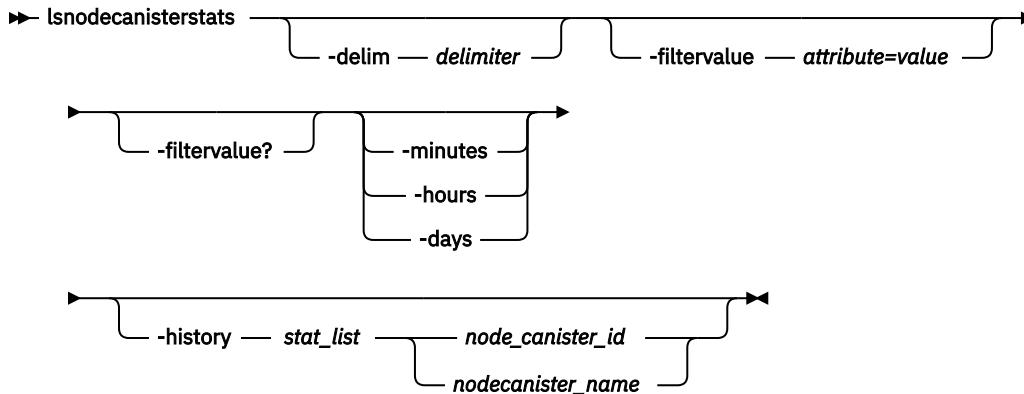 lsnodecanisterstats
-delim delimiter
-filtervalue attribute=value
-filtervalue?
-minutes
-hours
-days
-history stat_list node_canister_id
nodecanister_name